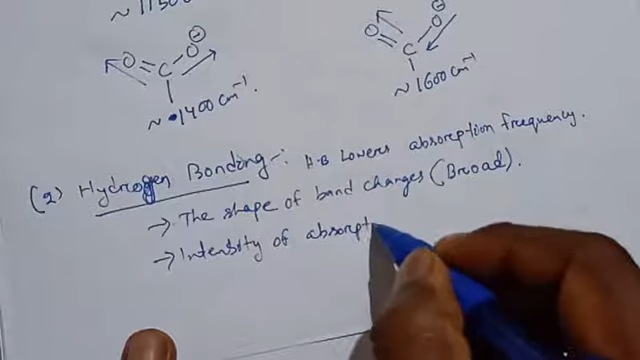 O=C-O⊖
~ 1400 cm⁻¹.
O=C-O⊖
~ 1600 cm⁻¹
(2) Hydrogen Bonding -: H.B Lowers absorption frequency.
→ The shape of band changes (Broad).
→ Intensity of absorpt